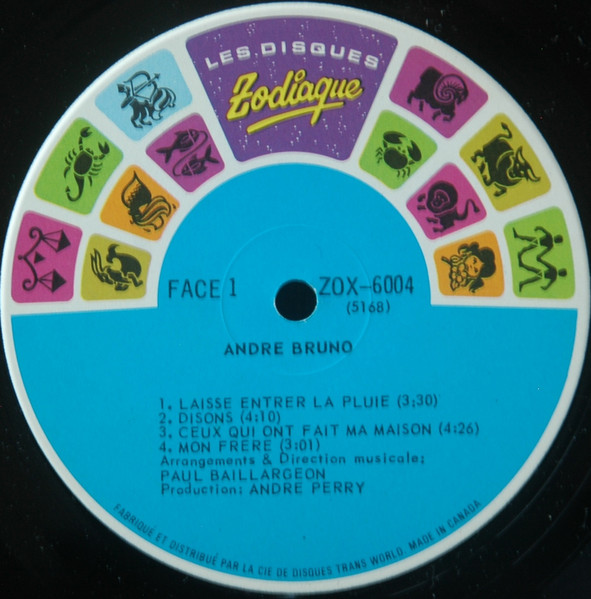 LES DISQUES
Zodiaque
FACE 1
ZOX-6004
(5168)
ANDRE BRUNO
1. LAISSE ENTRER LA PLUIE (3:30)
2. DISONS (4:10)
3. CEUX QUI ONT FAIT MA MAISON (4:26)
4. MON FRERE (3:01)
Arrangements & Direction musicale:
PAUL BAILLARGEON
Production: ANDRE PERRY
FABRIQUÉ ET DISTRIBUÉ PAR LA CIE DE DISQUES TRANS WORLD. MADE IN CANADA